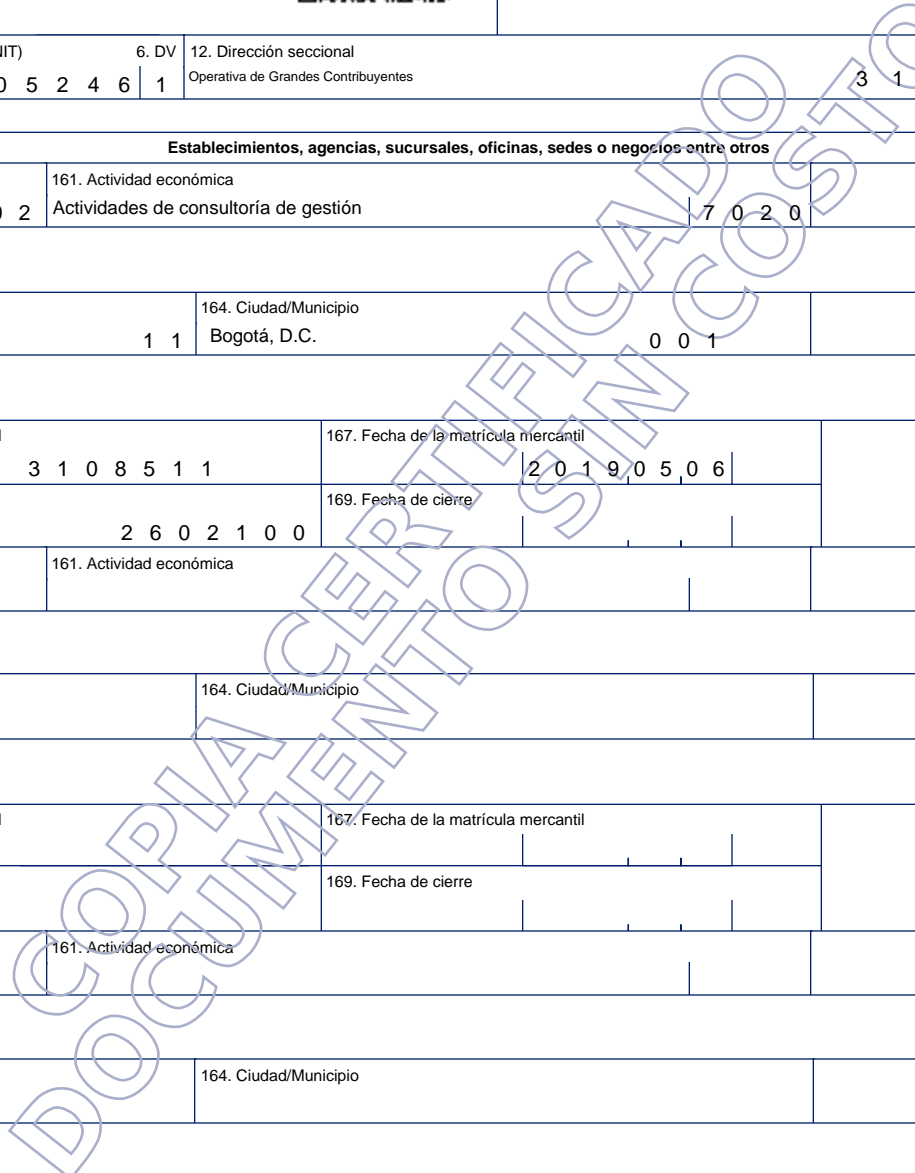 6. DV 12. Dirección seccional
5 2 4 6 1 Operativa de Grandes Contribuyentes 3 1
Establecimientos, agencias, sucursales, oficinas, sedes o negocios entre otros
161. Actividad económica
2 Actividades de consultoría de gestión 7 0 2 0
164. Ciudad/Municipio
1 1 Bogotá, D.C. 0 0 1
167. Fecha de la matrícula mercantil
3 1 0 8 5 1 1 2 0 1 9 0 5 0 6
169. Fecha de cierre
2 6 0 2 1 0 0
161. Actividad económica
164. Ciudad/Municipio
167. Fecha de la matrícula mercantil
169. Fecha de cierre
161. Actividad económica
164. Ciudad/Municipio
COPIA CERTIFICADO
DOCUMENTO SIN COSTO